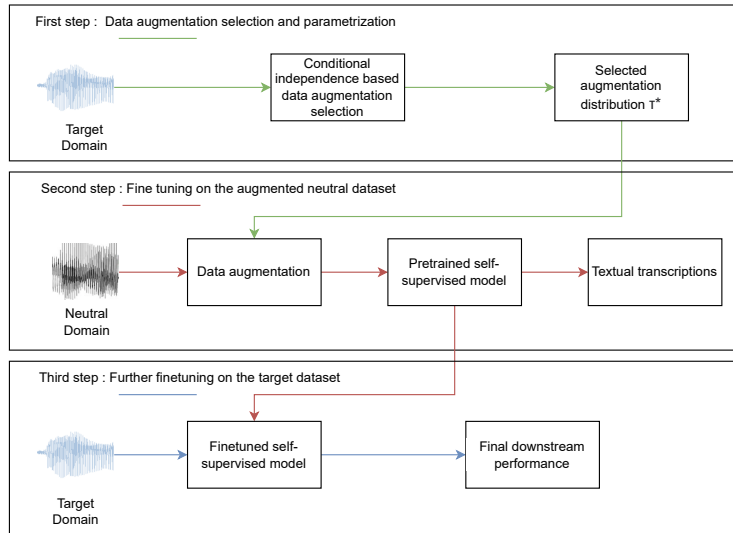 First step : Data augmentation selection and parametrization
Target
Domain
Conditional
independence based
data augmentation
selection
Selected
augmentation
distribution τ*
Second step : Fine tuning on the augmented neutral dataset
Neutral
Domain
Data augmentation
Pretrained self-
supervised model
Textual transcriptions
Third step : Further finetuning on the target dataset
Target
Domain
Finetuned self-
supervised model
Final downstream
performance